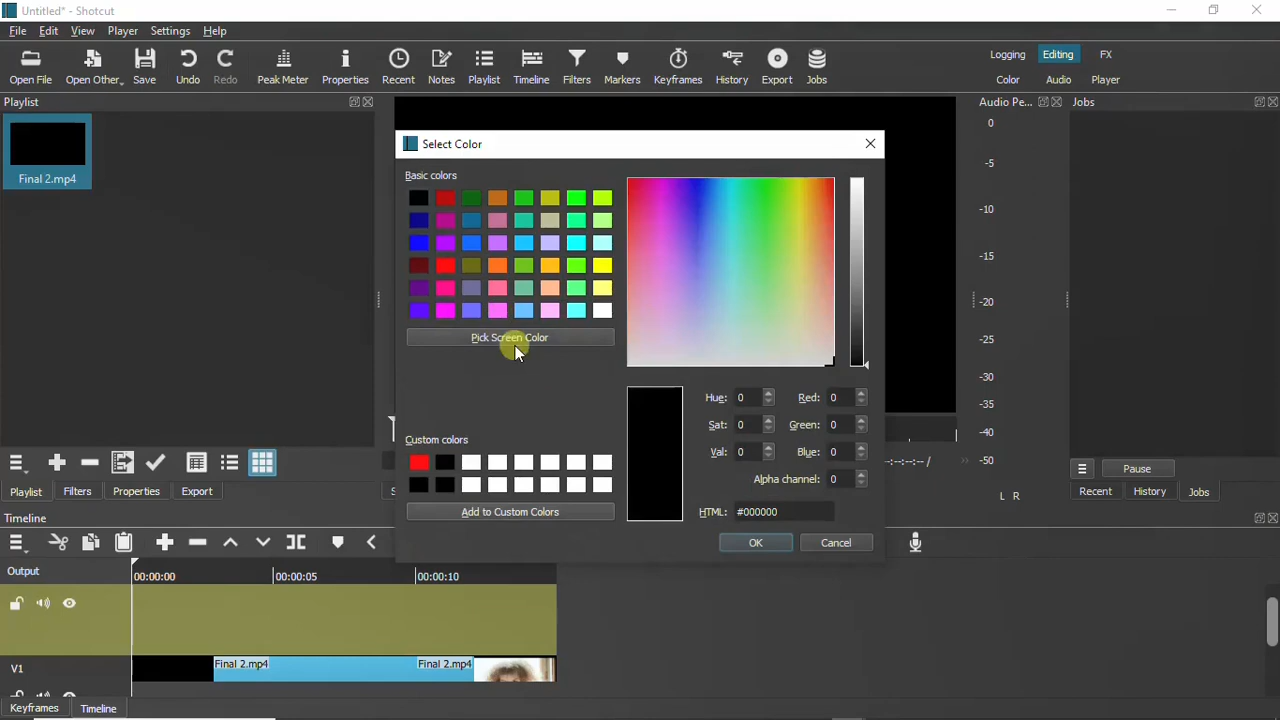 Untitled* - Shotcut
File Edit View Player Settings Help
Open File Open Other.. Save Undo Redo Peak Meter Properties Recent Notes Playlist Timeline Filters Markers Keyframes History Export Jobs
Logging Editing FX
Color Audio Player
Playlist
Final 2.mp4
Audio Pe...
Jobs
0
-5
-10
-15
-20
-25
-30
-35
-40
-50
L R
Select Color
Basic colors
Pick Screen Color
Custom colors
Add to Custom Colors
Hue: 0 Red: 0
Sat: 0 Green: 0
Val: 0 Blue: 0
Alpha channel: 0
HTML: #000000
OK Cancel
--:--:-- /
Pause
Playlist Filters Properties Export
Recent History Jobs
Timeline
Output
00:00:00 00:00:05 00:00:10
V1
Final 2.mp4 Final 2.mp4
Keyframes Timeline